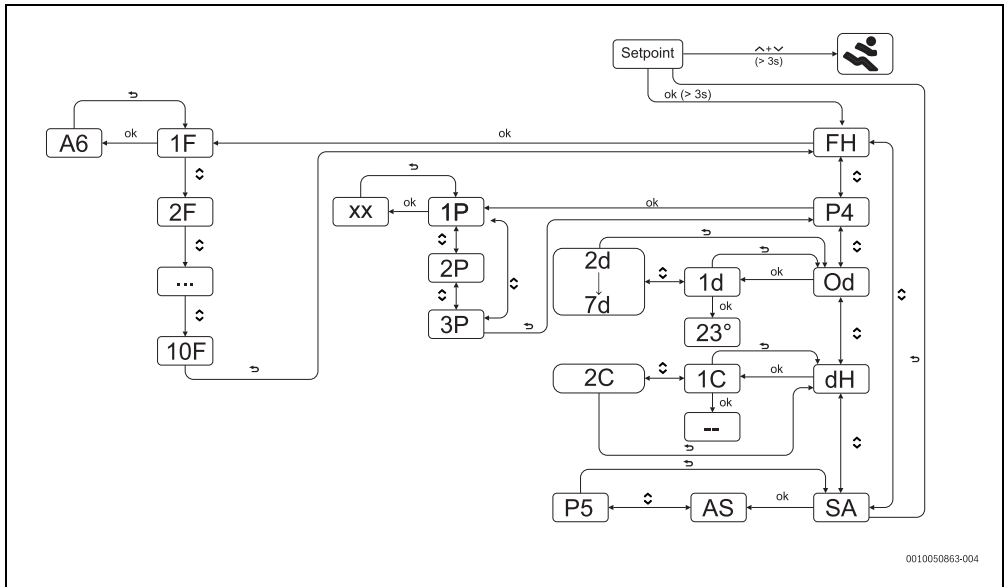 Setpoint
(> 3s)
ok (> 3s)
A6
ok
1F
ok
FH
2F
xx
ok
1P
ok
P4
...
2P
2d
7d
1d
ok
Od
3P
ok
23°
10F
2C
1C
ok
dH
ok
--
P5
AS
ok
SA
0010050863-004